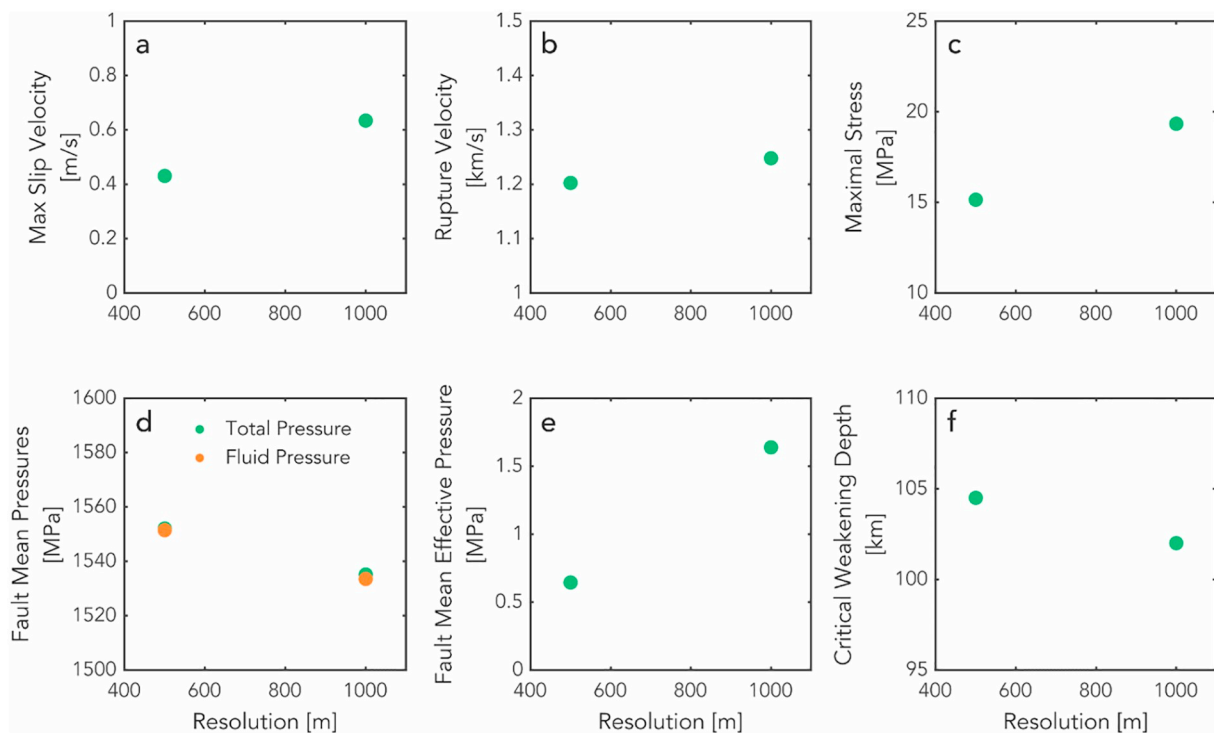 a
Max Slip Velocity
[m/s]
1
0.8
0.6
0.4
0.2
0
400 600 800 1000
b
Rupture Velocity
[km/s]
1.5
1.4
1.3
1.2
1.1
1
400 600 800 1000
c
Maximal Stress
[MPa]
25
20
15
10
400 600 800 1000
d
Total Pressure
Fluid Pressure
Fault Mean Pressures
[MPa]
1600
1580
1560
1540
1520
1500
400 600 800 1000
Resolution [m]
e
Fault Mean Effective Pressure
[MPa]
2
1.5
1
0.5
0
400 600 800 1000
Resolution [m]
f
Critical Weakening Depth
[km]
110
105
100
95
400 600 800 1000
Resolution [m]